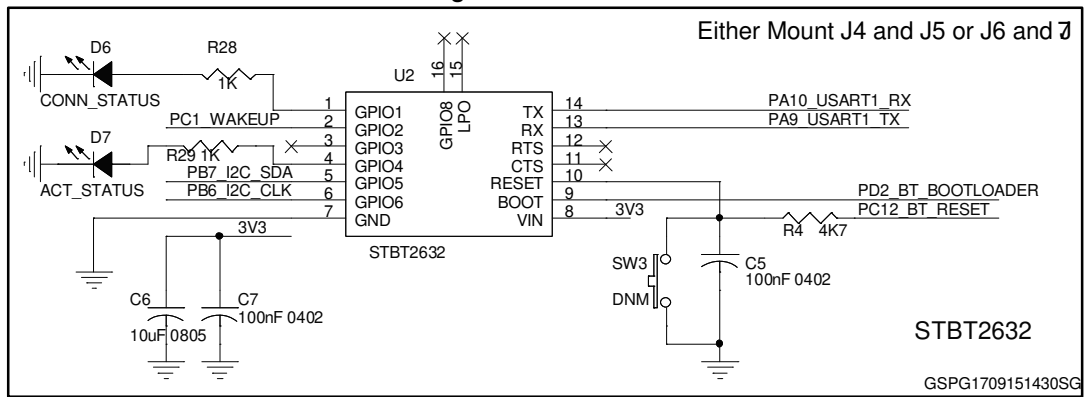 Either Mount J4 and J5 or J6 and
D6
R28
1K
CONN_STATUS
U2
16
15
GPIO8
LPO
1
GPIO1
TX
14
PA10_USART1_RX
PC1_WAKEUP
2
GPIO2
RX
13
PA9_USART1_TX
D7
R29 1K
3
GPIO3
RTS
12
4
GPIO4
CTS
11
ACT_STATUS
PB7_I2C_SDA
5
GPIO5
RESET
10
PB6_I2C_CLK
6
GPIO6
BOOT
9
PD2_BT_BOOTLOADER
7
GND
VIN
8
3V3
PC12_BT_RESET
3V3
STBT2632
R4 4K7
SW3
DNM
C5
100nF 0402
C6
10uF 0805
C7
100nF 0402
STBT2632
GSPG1709151430SG